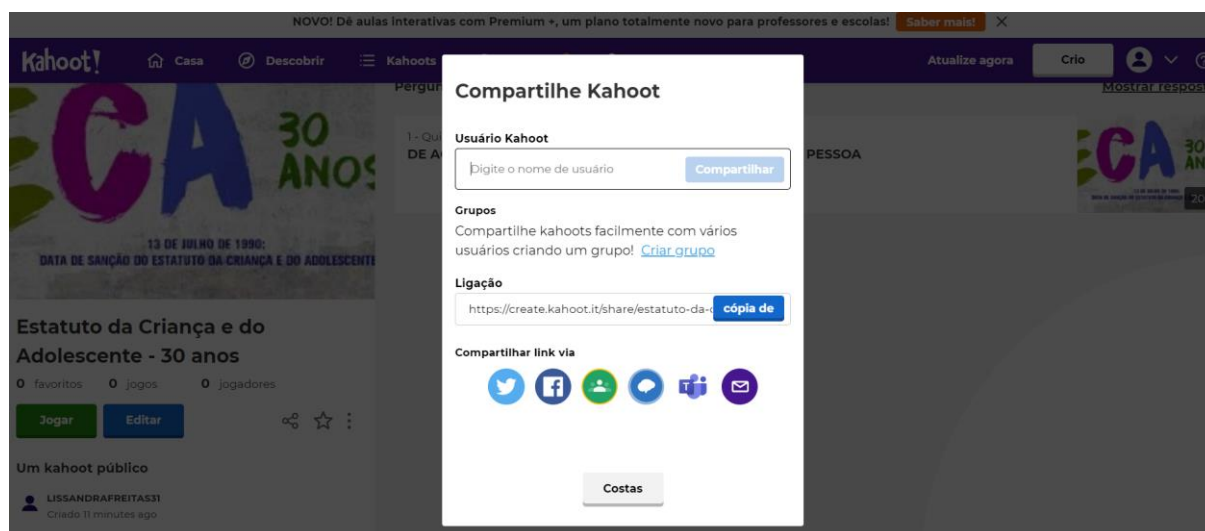 NOVO! Dê aulas interativas com Premium +, um plano totalmente novo para professores e escolas! Saber mais!
Kahoot! Casa Descobrir Kahoots Atualize agora Crio
Mostrar
ECA 30 ANOS
13 DE JULHO DE 1990:
DATA DE SANÇÃO DO ESTATUTO DA CRIANÇA E DO ADOLESCENTE
Estatuto da Criança e do
Adolescente - 30 anos
0 favoritos 0 jogos 0 jogadores
Jogar Editar
Um kahoot público
LISSANDRAFREITAS31
Criado 11 minutes ago
DE
PESSOA
Compartilhe Kahoot
Usuário Kahoot
Digite o nome de usuário Compartilhar
Grupos
Compartilhe kahoots facilmente com vários
usuários criando um grupo! Criar grupo
Ligação
https://create.kahoot.it/share/estatuto-da-c cópia de
Compartilhar link via
Costas
ECA 30